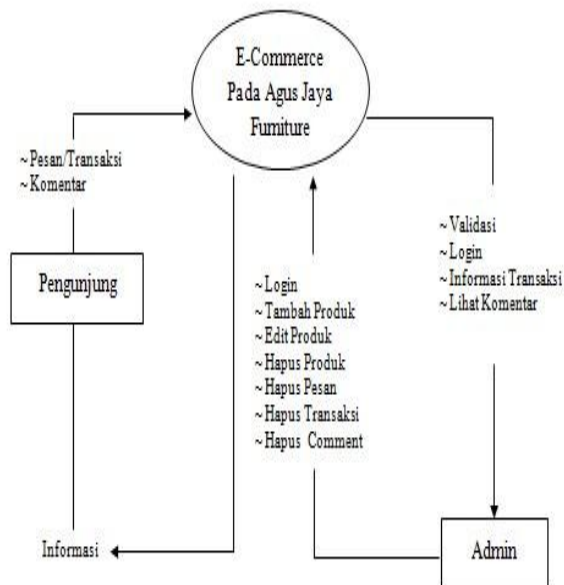 E-Commerce
Pada Agus Jaya
Furniture
~Pesan/Transaksi
~Komentar
Pengunjung
~Validasi
~Login
~Informasi Transaksi
~Lihat Komentar
~Login
~Tambah Produk
~Edit Produk
~Hapus Produk
~Hapus Pesan
~Hapus Transaksi
~Hapus Comment
Informasi
Admin